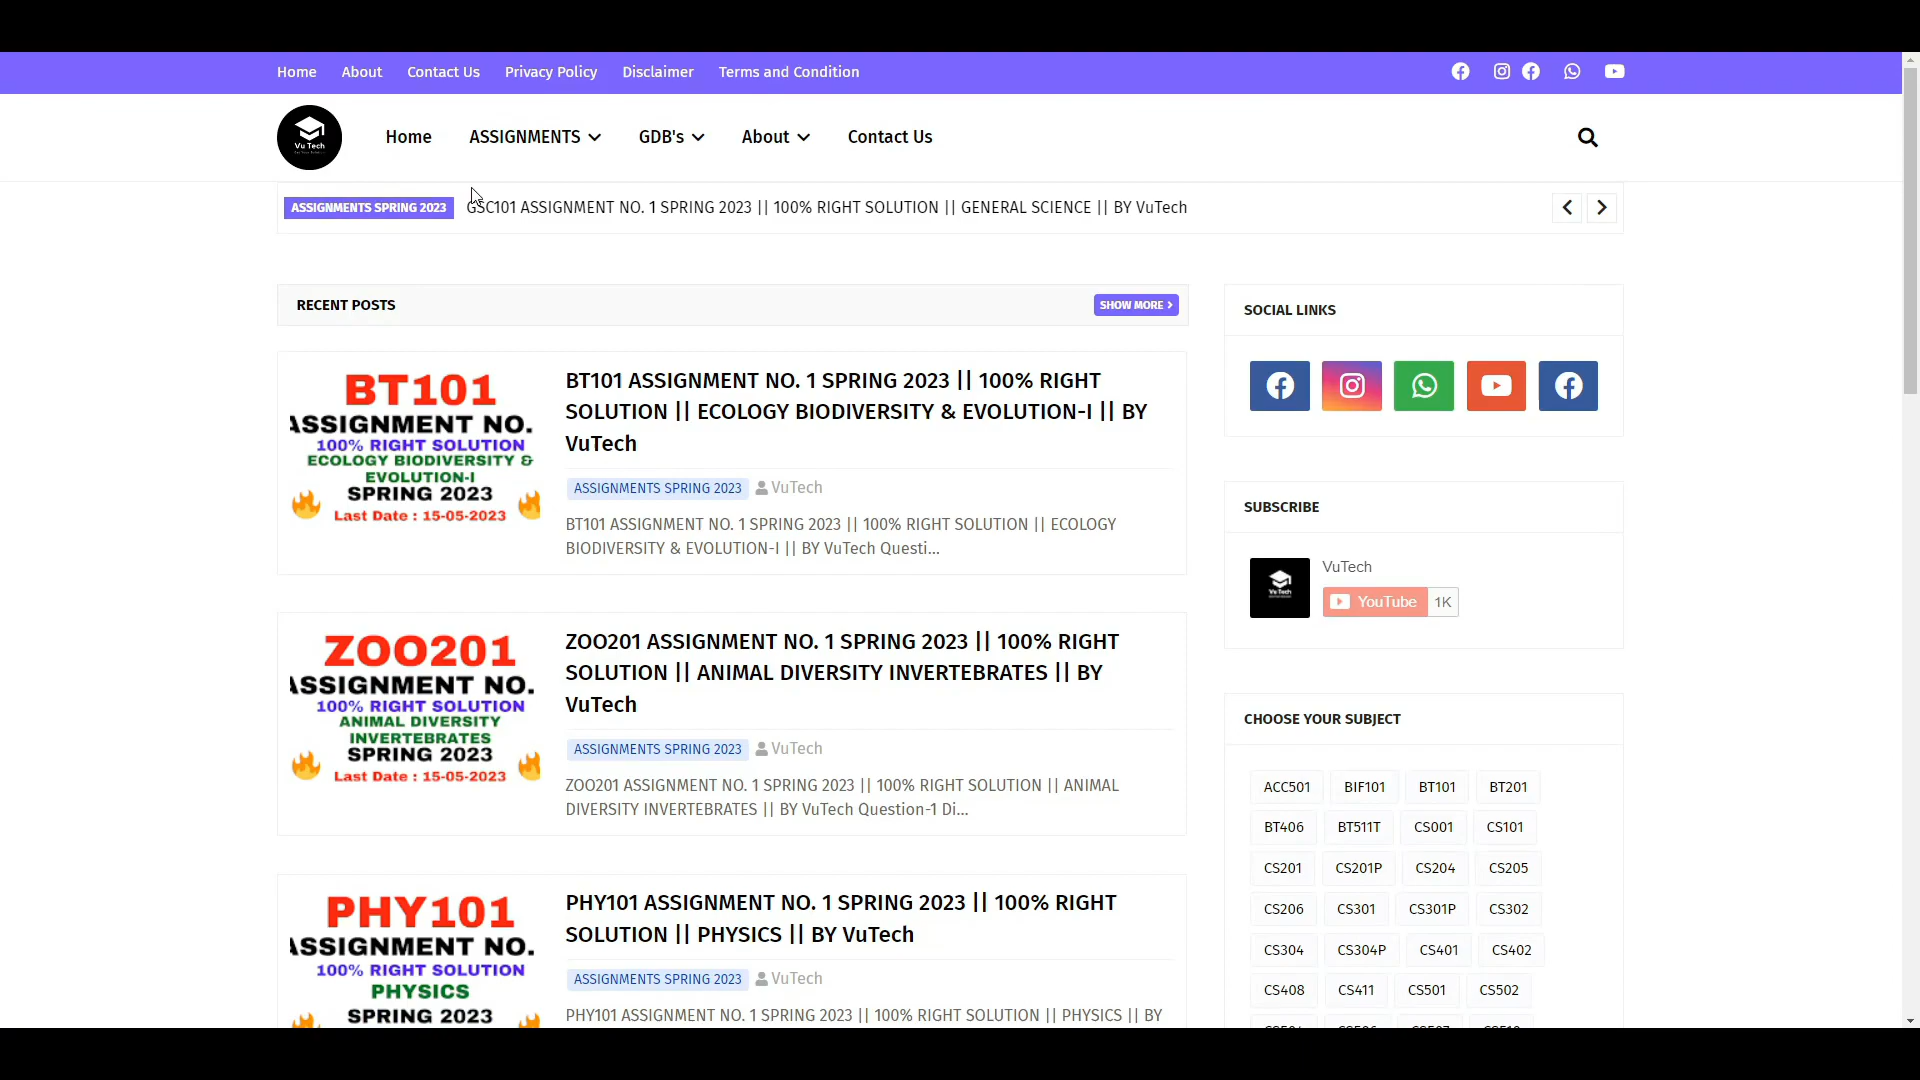 Home About Contact Us Privacy Policy Disclaimer Terms and Condition
Vu Tech
Home ASSIGNMENTS GDB's About Contact Us
ASSIGNMENTS SPRING 2023 GSC101 ASSIGNMENT NO. 1 SPRING 2023 || 100% RIGHT SOLUTION || GENERAL SCIENCE || BY VuTech
RECENT POSTS
SHOW MORE
BT101
ASSIGNMENT NO.
100% RIGHT SOLUTION
ECOLOGY BIODIVERSITY &
EVOLUTION-I
SPRING 2023
Last Date : 15-05-2023
BT101 ASSIGNMENT NO. 1 SPRING 2023 || 100% RIGHT
SOLUTION || ECOLOGY BIODIVERSITY & EVOLUTION-I || BY
VuTech
ASSIGNMENTS SPRING 2023 VuTech
BT101 ASSIGNMENT NO. 1 SPRING 2023 || 100% RIGHT SOLUTION || ECOLOGY
BIODIVERSITY & EVOLUTION-I || BY VuTech Questi...
ZOO201
ASSIGNMENT NO.
100% RIGHT SOLUTION
ANIMAL DIVERSITY
INVERTEBRATES
SPRING 2023
Last Date : 15-05-2023
ZOO201 ASSIGNMENT NO. 1 SPRING 2023 || 100% RIGHT
SOLUTION || ANIMAL DIVERSITY INVERTEBRATES || BY
VuTech
ASSIGNMENTS SPRING 2023 VuTech
ZOO201 ASSIGNMENT NO. 1 SPRING 2023 || 100% RIGHT SOLUTION || ANIMAL
DIVERSITY INVERTEBRATES || BY VuTech Question-1 Di...
PHY101
ASSIGNMENT NO.
100% RIGHT SOLUTION
PHYSICS
SPRING 2023
PHY101 ASSIGNMENT NO. 1 SPRING 2023 || 100% RIGHT
SOLUTION || PHYSICS || BY VuTech
ASSIGNMENTS SPRING 2023 VuTech
PHY101 ASSIGNMENT NO. 1 SPRING 2023 || 100% RIGHT SOLUTION || PHYSICS || BY
SOCIAL LINKS
SUBSCRIBE
Vu Tech
VuTech
YouTube 1K
CHOOSE YOUR SUBJECT
ACC501 BIF101 BT101 BT201
BT406 BT511T CS001 CS101
CS201 CS201P CS204 CS205
CS206 CS301 CS301P CS302
CS304 CS304P CS401 CS402
CS408 CS411 CS501 CS502